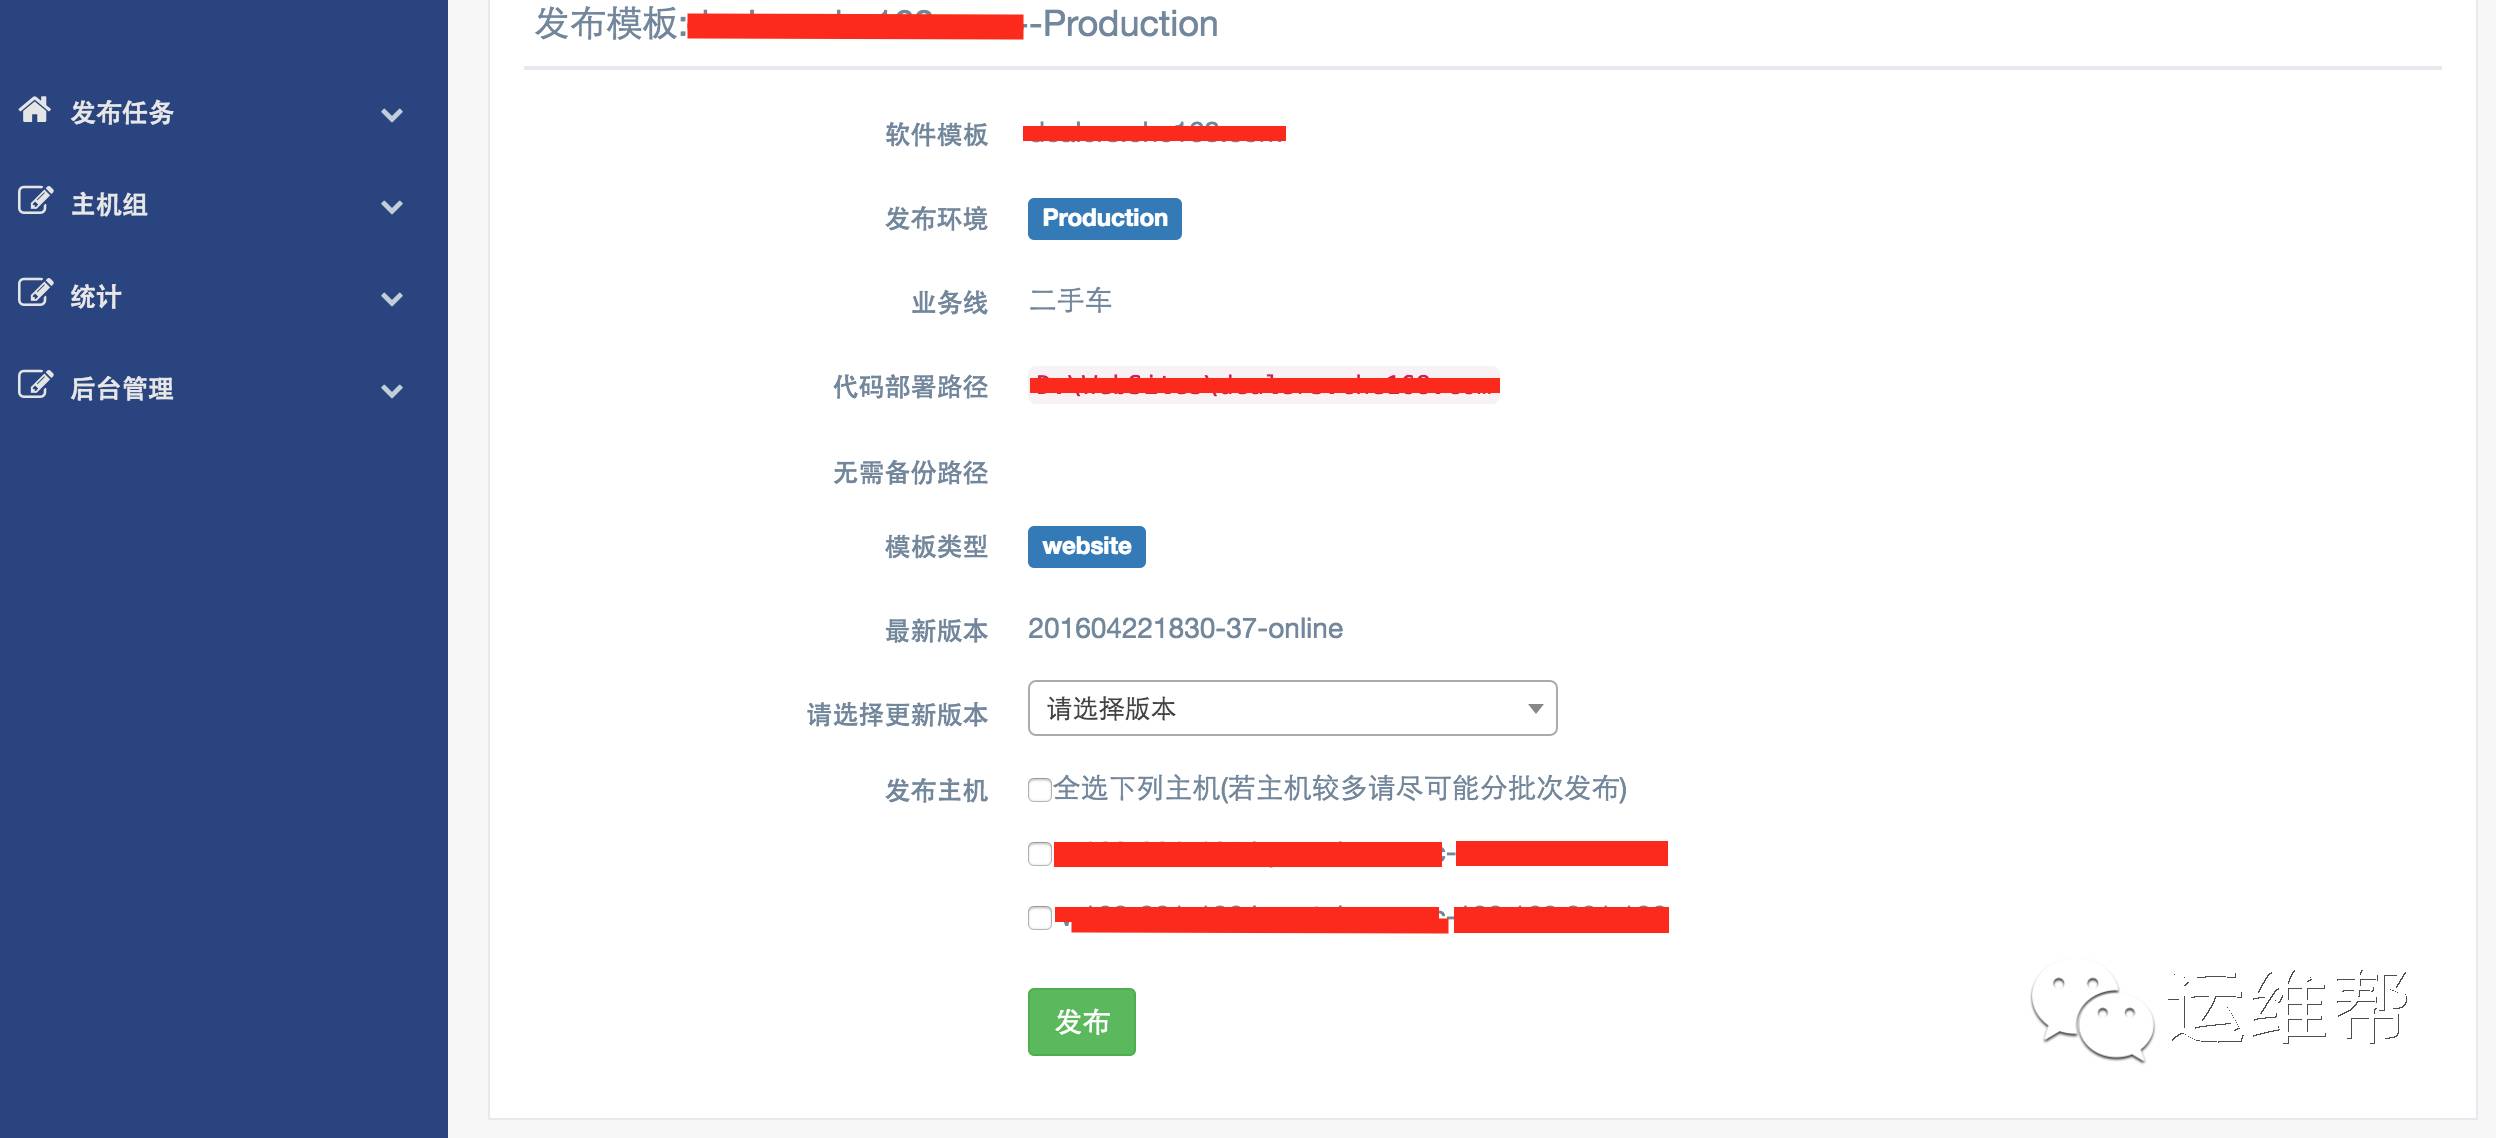 发布模板:
--Production
发布任务
主机组
统计
后台管理
软件模板
发布环境 Production
业务线 二手车
代码部署路径
无需备份路径
模板类型 website
最新版本 201604221830-37-online
请选择更新版本 请选择版本
发布主机 全选下列主机(若主机较多请尽可能分批次发布)
发布
运维帮